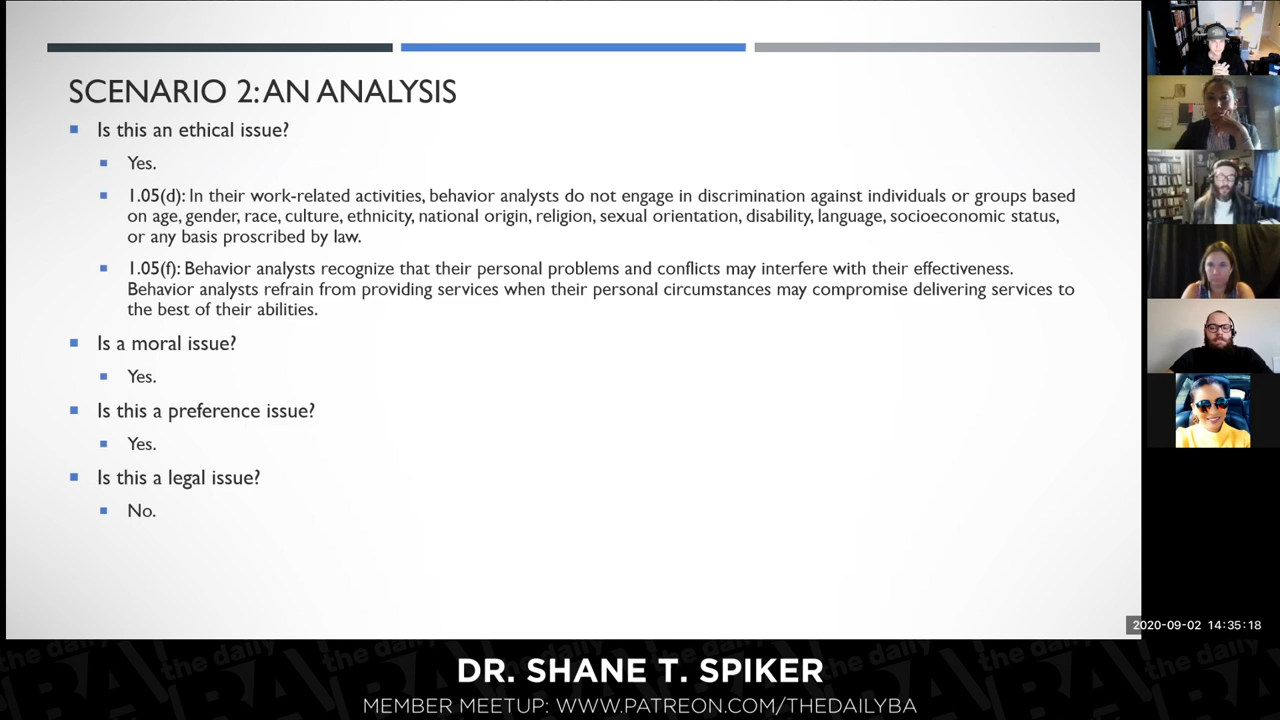 SCENARIO 2: AN ANALYSIS
Is this an ethical issue?
Yes.
1.05(d): In their work-related activities, behavior analysts do not engage in discrimination against individuals or groups based
on age, gender, race, culture, ethnicity, national origin, religion, sexual orientation, disability, language, socioeconomic status,
or any basis proscribed by law.
1.05(f): Behavior analysts recognize that their personal problems and conflicts may interfere with their effectiveness.
Behavior analysts refrain from providing services when their personal circumstances may compromise delivering services to
the best of their abilities.
Is a moral issue?
Yes.
Is this a preference issue?
Yes.
Is this a legal issue?
No.
2020-09-02 14:35:18
the daily
BA
DR. SHANE T. SPIKER
MEMBER MEETUP: WWW.PATREON.COM/THEDAILYBA